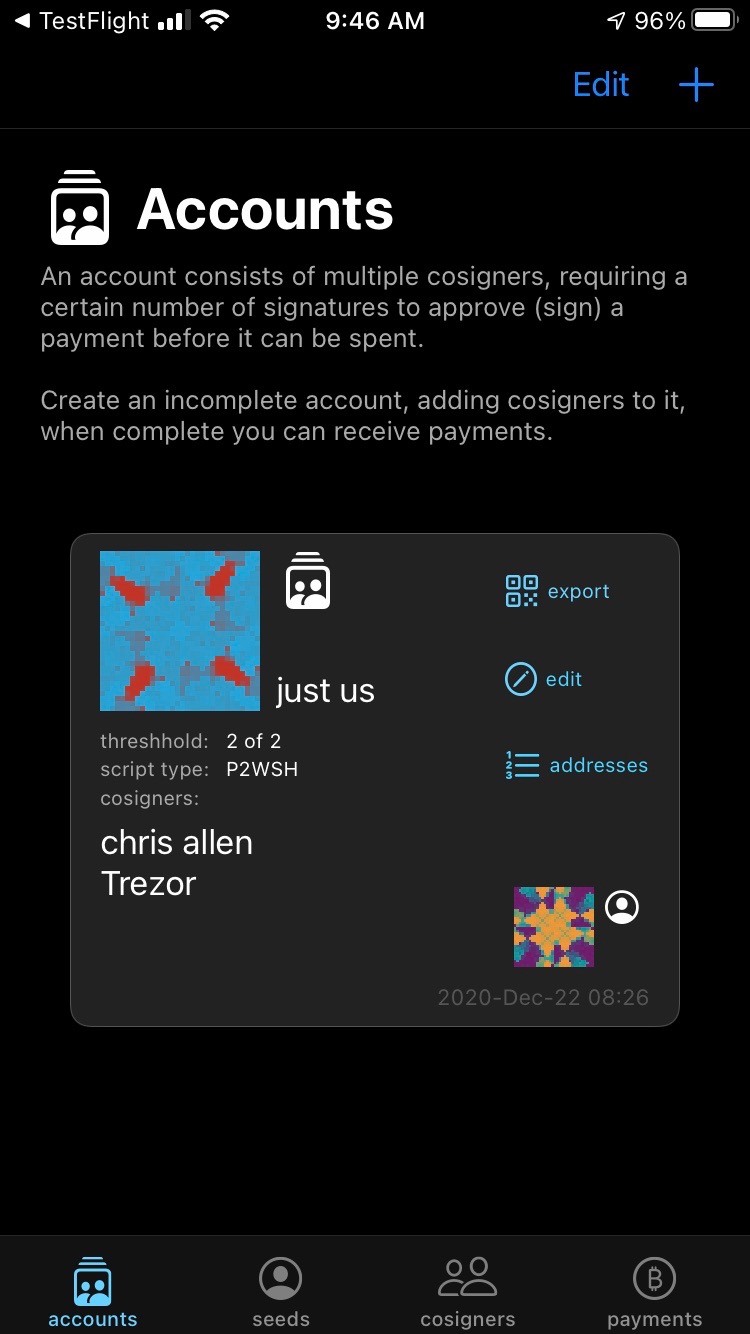 TestFlight 9:46 AM 96%
Edit
Accounts
An account consists of multiple cosigners, requiring a
certain number of signatures to approve (sign) a
payment before it can be spent.
Create an incomplete account, adding cosigners to it,
when complete you can receive payments.
export
just us
edit
threshhold: 2 of 2
script type: P2WSH
addresses
cosigners:
chris allen
Trezor
2020-Dec-22 08:26
accounts seeds cosigners payments